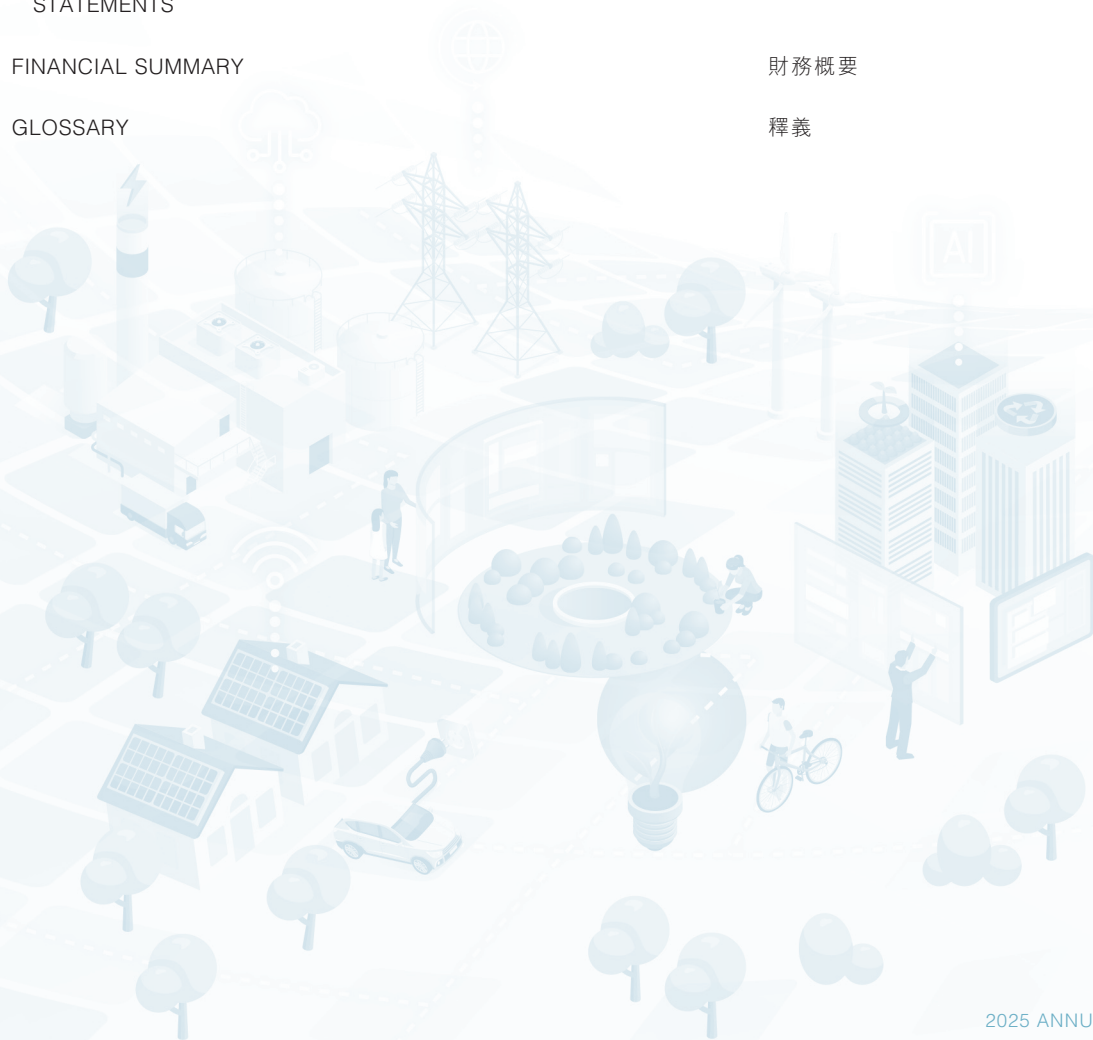 STATEMENTS
FINANCIAL SUMMARY 財務概要
GLOSSARY 釋義
AI
2025 ANNU